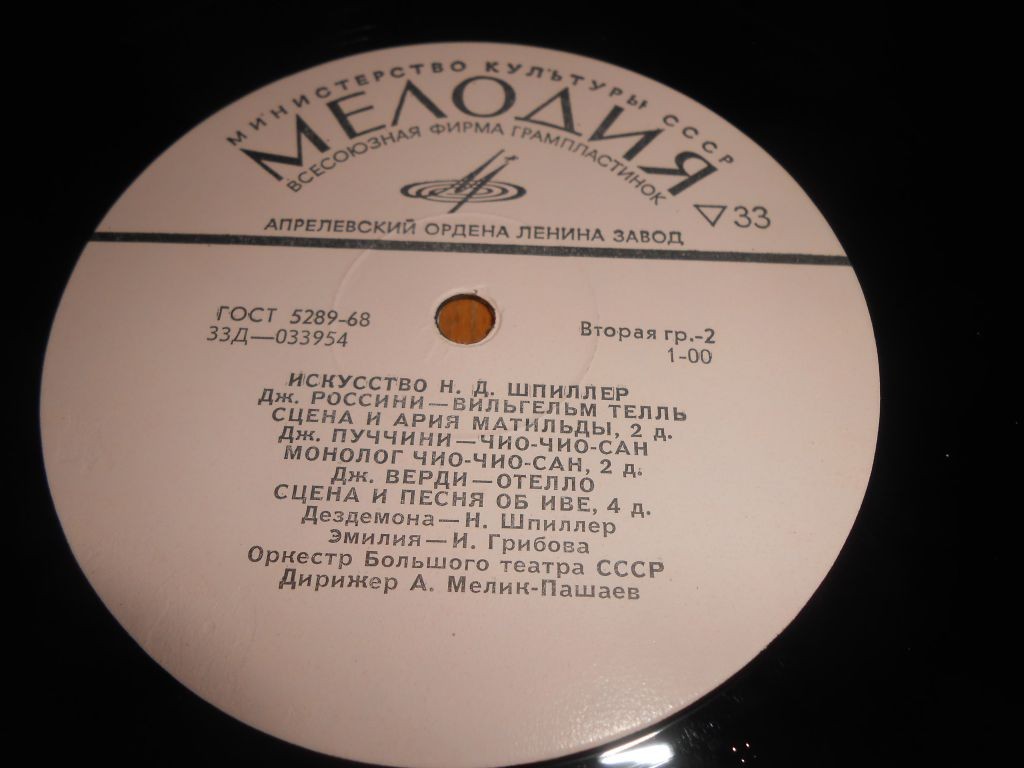 МИНИСТЕРСТВО КУЛЬТУРЫ СССР
МЕЛОДИЯ
ВСЕСОЮЗНАЯ ФИРМА ГРАМПЛАСТИНОК
▽33
АПРЕЛЕВСКИЙ ОРДЕНА ЛЕНИНА ЗАВОД
ГОСТ 5289-68
33Д—033954
Вторая гр.-2
1-00
ИСКУССТВО Н. Д. ШПИЛЛЕР
Дж. РОССИНИ—ВИЛЬГЕЛЬМ ТЕЛЛЬ
СЦЕНА И АРИЯ МАТИЛЬДЫ, 2 д.
Дж. ПУЧЧИНИ—ЧИО-ЧИО-САН
МОНОЛОГ ЧИО-ЧИО-САН, 2 д.
Дж. ВЕРДИ—ОТЕЛЛО
СЦЕНА И ПЕСНЯ ОБ ИВЕ, 4 д.
Дездемона—Н. Шпиллер
Эмилия—И. Грибова
Оркестр Большого театра СССР
Дирижер А. Мелик-Пашаев